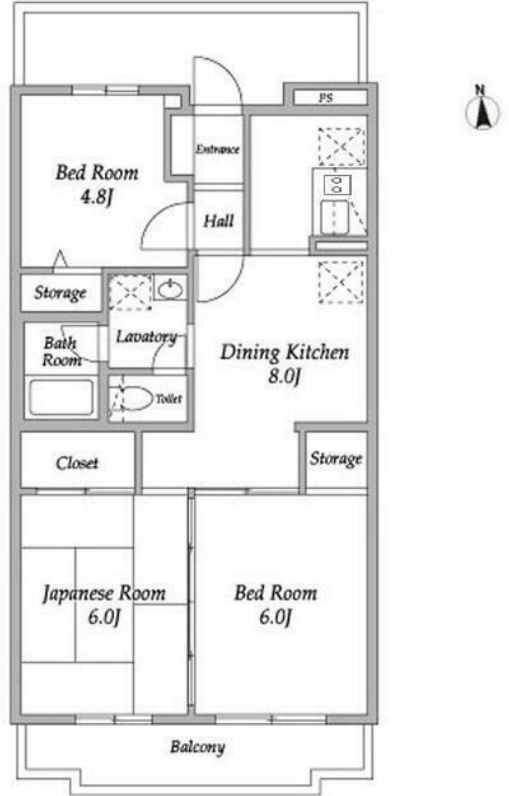 N
PS
Entrance
Bed Room
4.8J
Hall
Storage
Bath
Room
Lavatory
Dining Kitchen
8.0J
Toilet
Closet
Storage
Japanese Room
6.0J
Bed Room
6.0J
Balcony